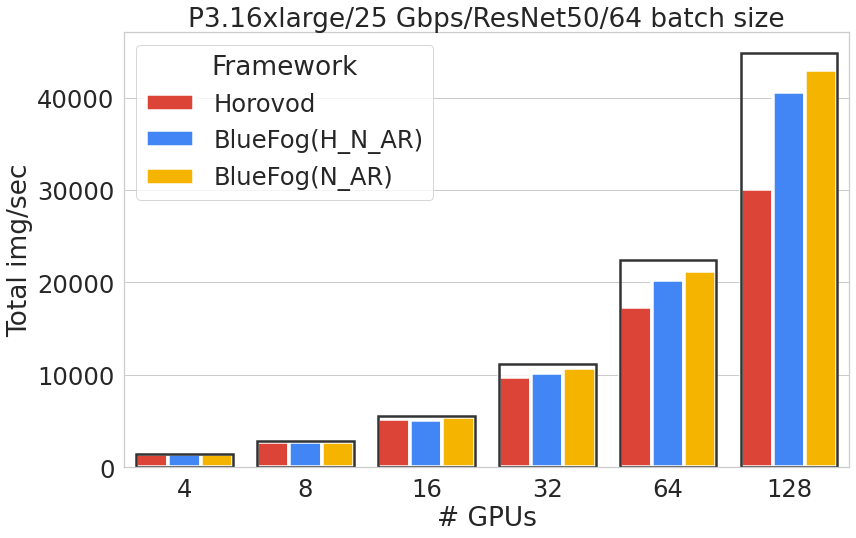 P3.16xlarge/25 Gbps/ResNet50/64 batch size
Framework
Horovod
BlueFog(H_N_AR)
BlueFog(N_AR)
Total img/sec
40000
30000
20000
10000
0
4 8 16 32 64 128
# GPUs